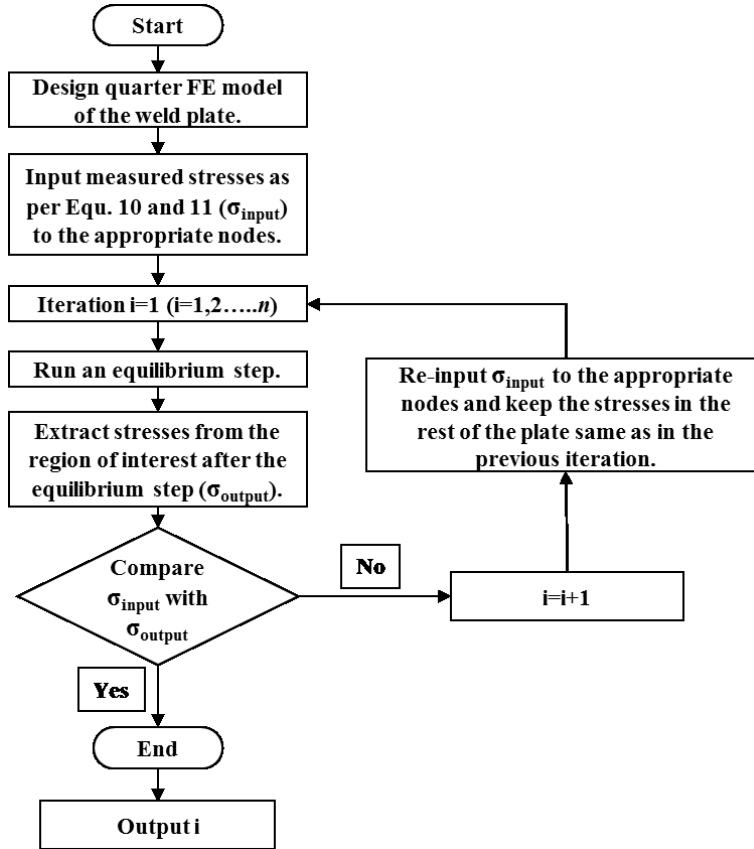 Start
Design quarter FE model
of the weld plate.
Input measured stresses as
per Equ. 10 and 11 (σinput)
to the appropriate nodes.
Iteration i=1 (i=1,2…..n)
Run an equilibrium step.
Extract stresses from the
region of interest after the
equilibrium step (σoutput).
Compare
σinput with
σoutput
No
i=i+1
Re-input σinput to the appropriate
nodes and keep the stresses in the
rest of the plate same as in the
previous iteration.
Yes
End
Output i